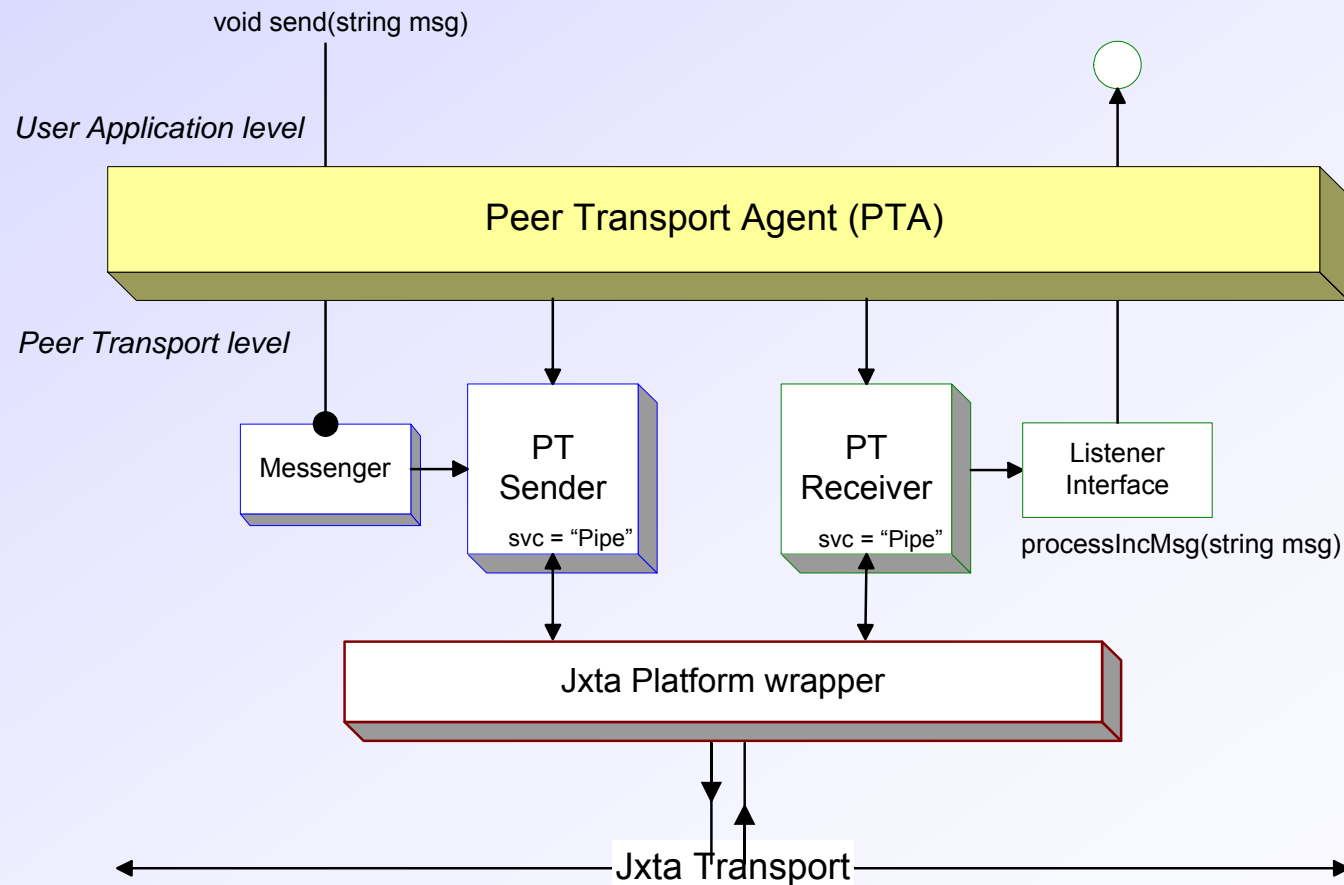 void send(string msg)
User Application level
Peer Transport Agent (PTA)
Peer Transport level
Messenger
PT
Sender
svc = “Pipe”
PT
Receiver
svc = “Pipe”
Listener
Interface
processIncMsg(string msg)
Jxta Platform wrapper
Jxta Transport